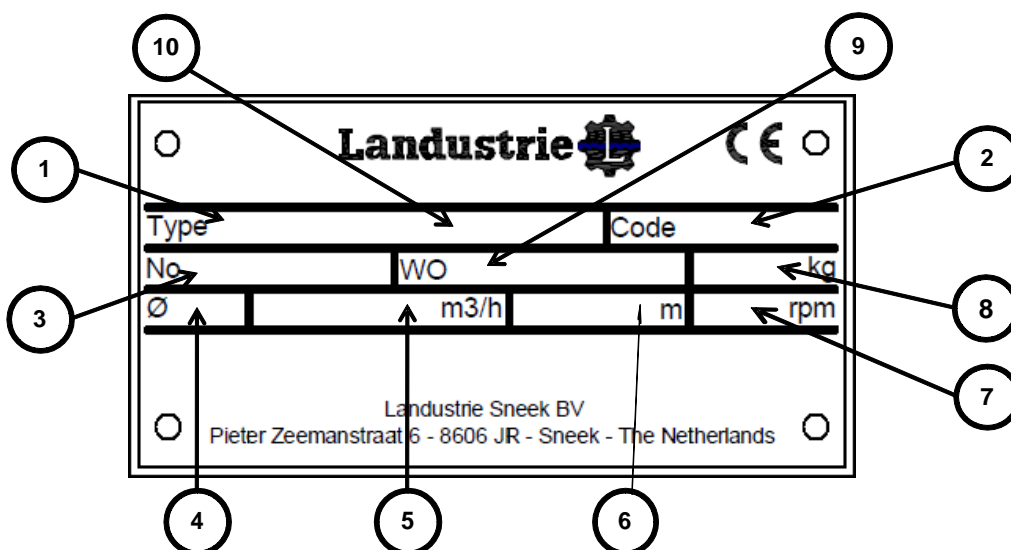 10
9
Landustrie L CE
1
2
Type Code
No WO kg
3
8
Ø m3/h m rpm
7
Landustrie Sneek BV
Pieter Zeemanstraat 6 - 8606 JR - Sneek - The Netherlands
4 5 6